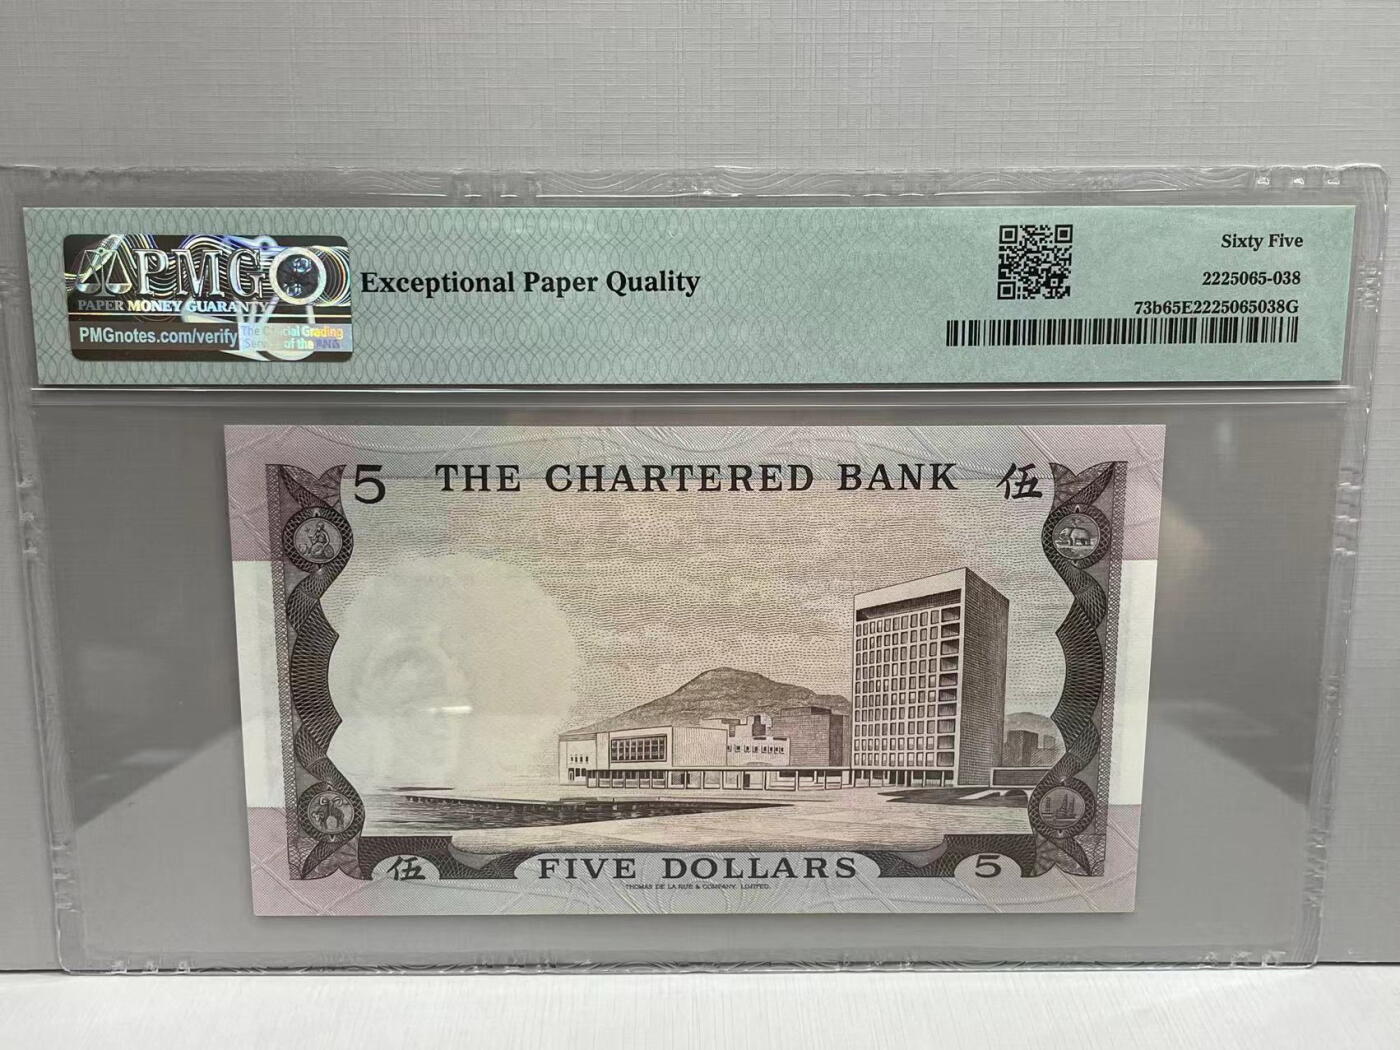 PMG
PAPER MONEY GUARANTY
PMGnotes.com/verify
The Official Grading
Service of the ANA
Exceptional Paper Quality
Sixty Five
2225065-038
73b65E2225065038G
5 THE CHARTERED BANK 伍
伍 FIVE DOLLARS 5
THOMAS DE LA RUE & COMPANY, LIMITED.